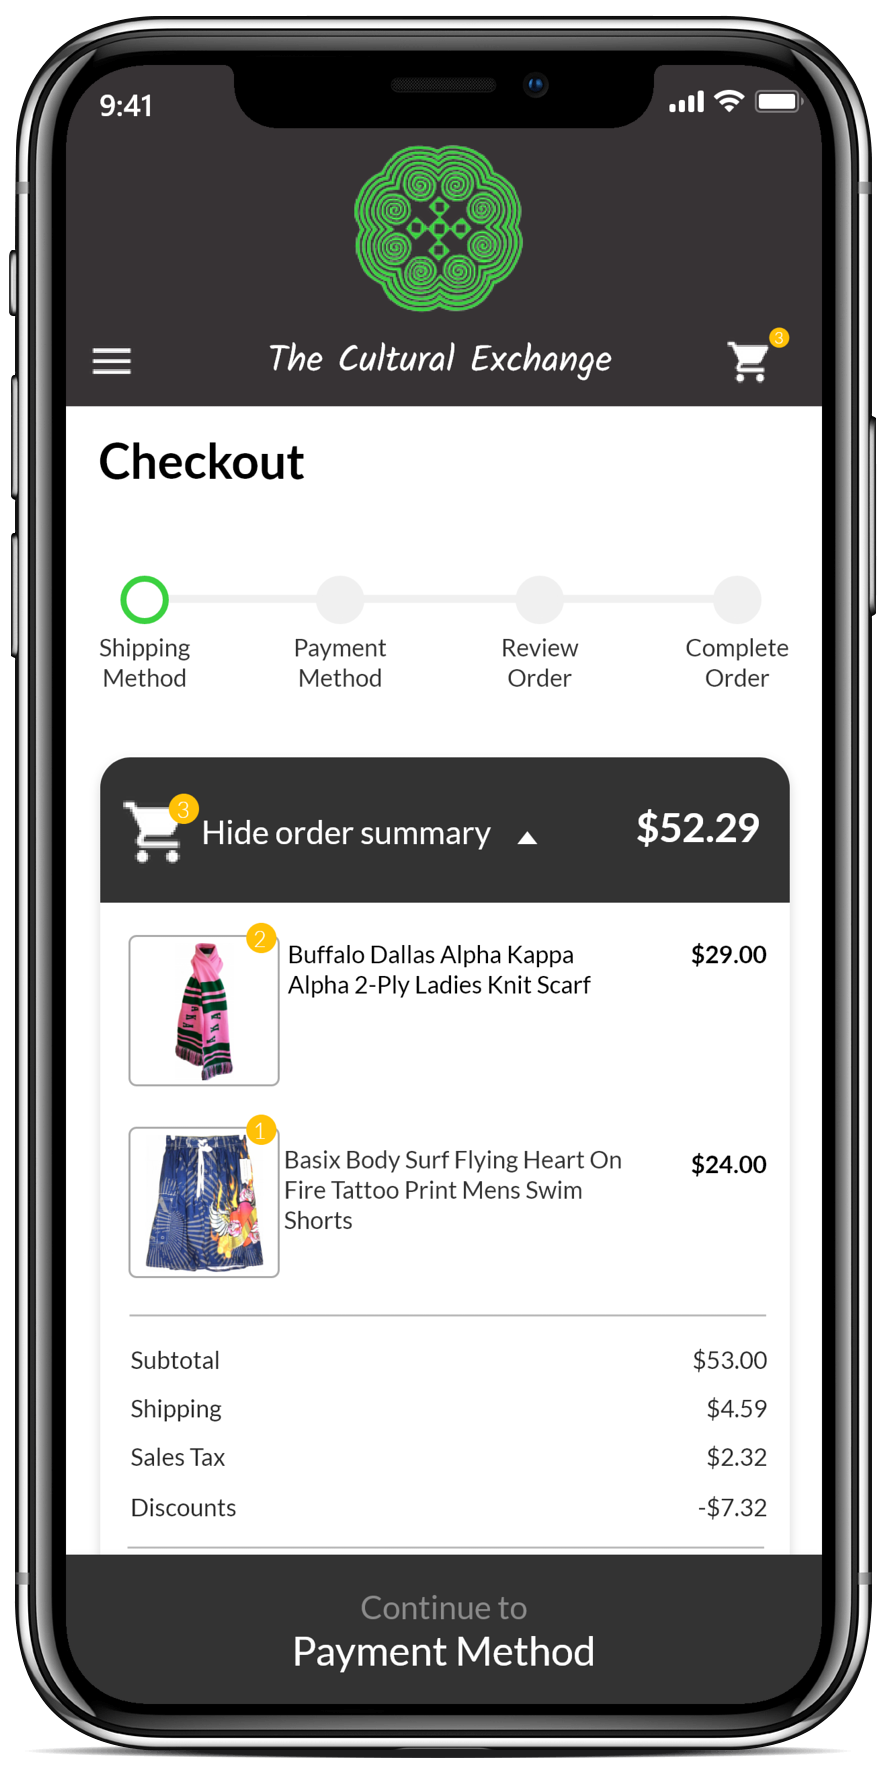 9:41
The Cultural Exchange
3
Checkout
Shipping Method
Payment Method
Review Order
Complete Order
3
Hide order summary
$52.29
2
Buffalo Dallas Alpha Kappa
Alpha 2-Ply Ladies Knit Scarf
$29.00
AKA
AKA
1
Basix Body Surf Flying Heart On
Fire Tattoo Print Mens Swim
Shorts
$24.00
Subtotal $53.00
Shipping $4.59
Sales Tax $2.32
Discounts -$7.32
Continue to
Payment Method